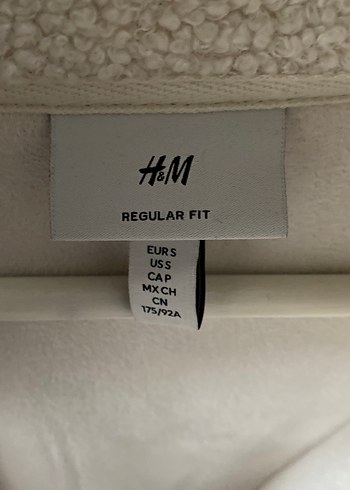 H&M
REGULAR FIT
EUR S
US S
CA P
MX CH
CN
175/92A